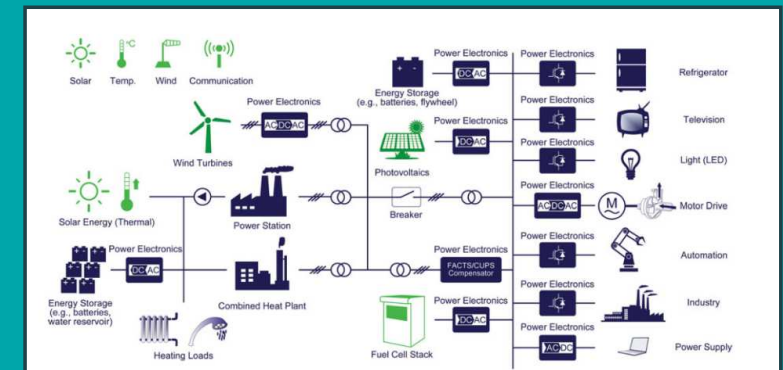 Solar
Temp.
Wind
Communication
°C
Power Electronics
AC DC AC
Wind Turbines
Solar Energy (Thermal)
Power Station
Power Electronics
DC AC
Energy Storage
(e.g., batteries,
water reservoir)
Combined Heat Plant
Heating Loads
Power Electronics
DC AC
Energy Storage
(e.g., batteries, flywheel)
Power Electronics
DC AC
Photovoltaics
Breaker
Power Electronics
FACTS/CUPS
Compensator
Power Electronics
DC AC
Fuel Cell Stack
Power Electronics
Refrigerator
Power Electronics
Television
Power Electronics
Light (LED)
Power Electronics
AC DC AC
M
Motor Drive
Power Electronics
Automation
Power Electronics
Industry
Power Electronics
AC DC
Power Supply